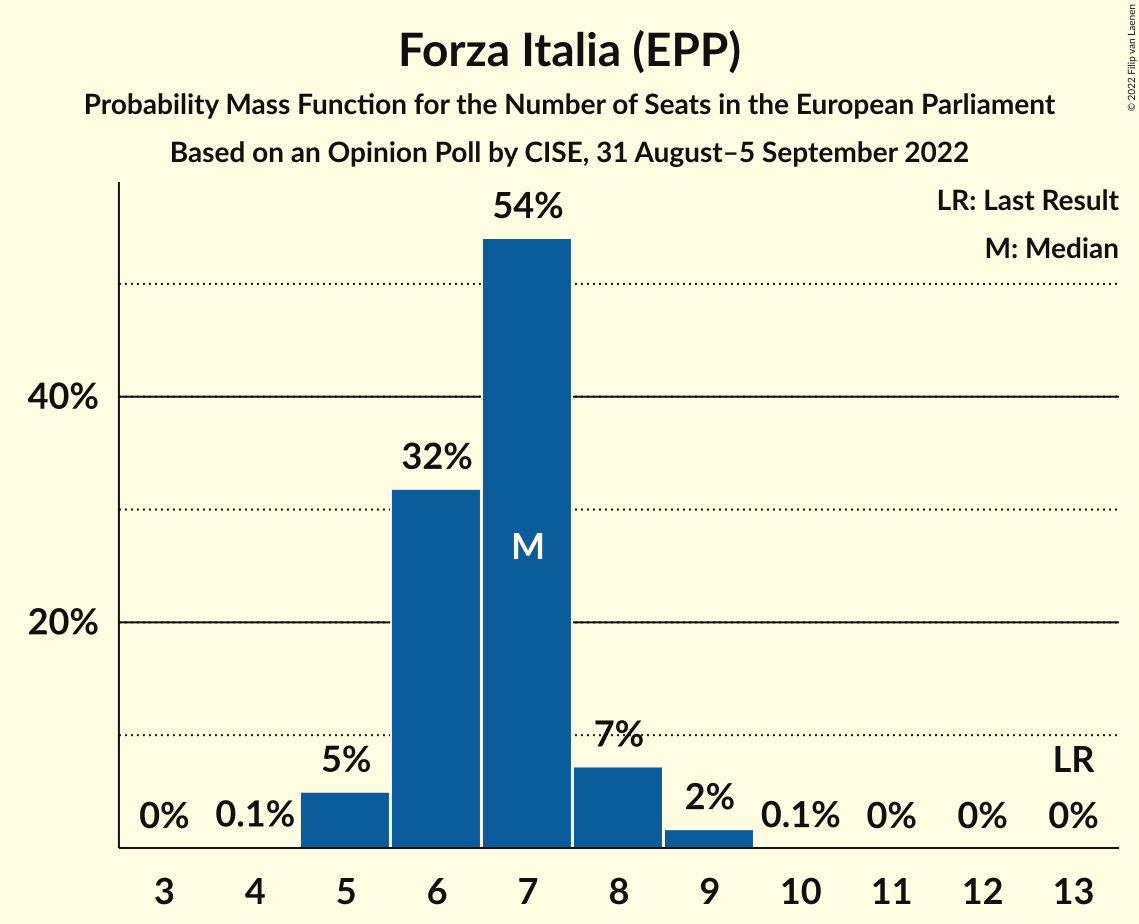 Forza Italia (EPP)
Probability Mass Function for the Number of Seats in the European Parliament
Based on an Opinion Poll by CISE, 31 August–5 September 2022
© 2022 Filip van Laenen
LR: Last Result
M: Median
54%
40%
32%
M
20%
7%
5%
LR
2%
0% 0.1% 0.1% 0% 0% 0%
3 4 5 6 7 8 9 10 11 12 13